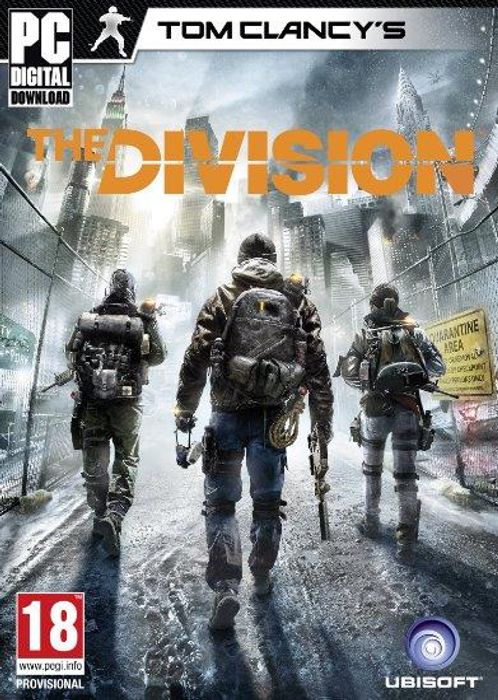 PC
DIGITAL
DOWNLOAD
TOM CLANCY'S
THE DIVISION
QUARANTINE
AREA
18
www.pegi.info
PROVISIONAL
UBISOFT